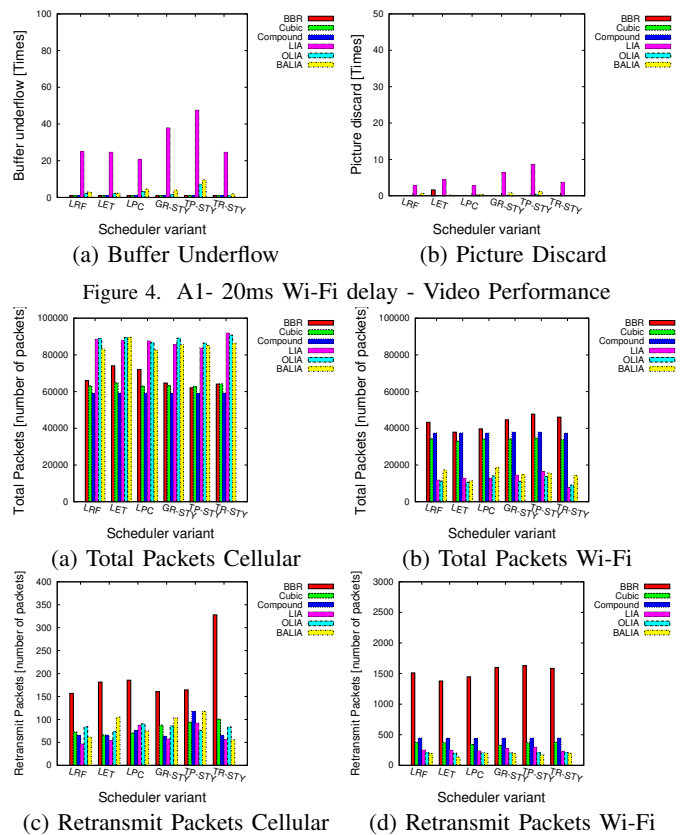 Buffer underflow [Times]
100
80
60
40
20
0
LRF
LET
LPC
GR-STY
TP-STY
TR-STY
Scheduler variant
BBR
Cubic
Compound
LIA
OLIA
BALIA
(a) Buffer Underflow
Picture discard [Times]
50
40
30
20
10
0
LRF
LET
LPC
GR-STY
TP-STY
TR-STY
Scheduler variant
BBR
Cubic
Compound
LIA
OLIA
BALIA
(b) Picture Discard
Figure 4. A1- 20ms Wi-Fi delay - Video Performance
Total Packets [number of packets]
100000
80000
60000
40000
20000
0
LRF
LET
LPC
GR-STY
TP-STY
TR-STY
Scheduler variant
BBR
Cubic
Compound
LIA
OLIA
BALIA
(a) Total Packets Cellular
Total Packets [number of packets]
100000
80000
60000
40000
20000
0
LRF
LET
LPC
GR-STY
TP-STY
TR-STY
Scheduler variant
BBR
Cubic
Compound
LIA
OLIA
BALIA
(b) Total Packets Wi-Fi
Retransmit Packets [number of packets]
400
350
300
250
200
150
100
50
0
LRF
LET
LPC
GR-STY
TP-STY
TR-STY
Scheduler variant
BBR
Cubic
Compound
LIA
OLIA
BALIA
(c) Retransmit Packets Cellular
Retransmit Packets [number of packets]
3000
2500
2000
1500
1000
500
0
LRF
LET
LPC
GR-STY
TP-STY
TR-STY
Scheduler variant
BBR
Cubic
Compound
LIA
OLIA
BALIA
(d) Retransmit Packets Wi-Fi